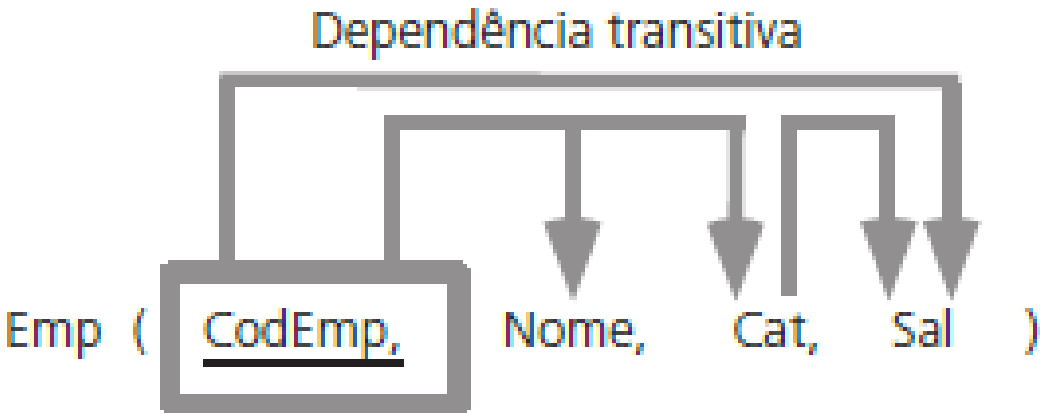 Dependência transitiva
Emp ( CodEmp, Nome, Cat, Sal )